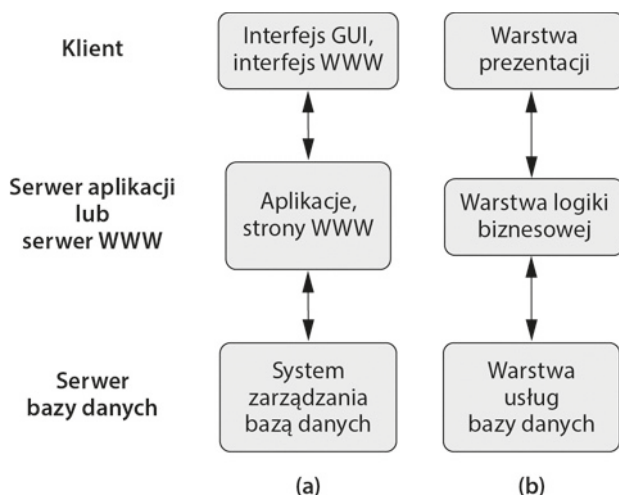 Klient
Interfejs GUI,
interfejs WWW
Warstwa
prezentacji
Serwer aplikacji
lub
serwer WWW
Aplikacje,
strony WWW
Warstwa logiki
biznesowej
Serwer
bazy danych
System
zarządzania
bazą danych
Warstwa
usług
bazy danych
(a)
(b)